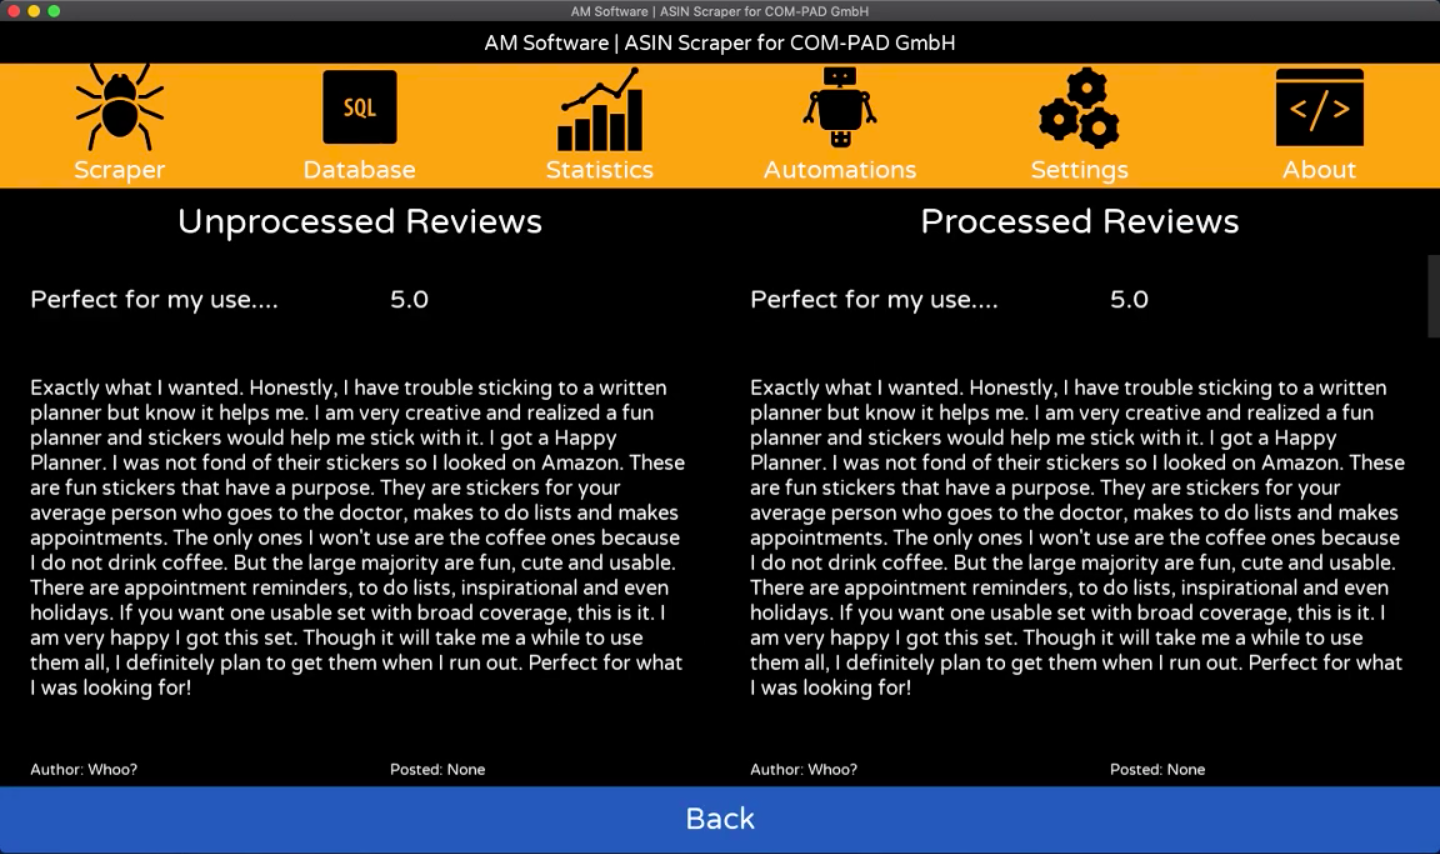 AM Software | ASIN Scraper for COM-PAD GmbH
AM Software | ASIN Scraper for COM-PAD GmbH
SQL
</>
Scraper
Database
Statistics
Automations
Settings
About
Unprocessed Reviews
Perfect for my use....
5.0
Exactly what I wanted. Honestly, I have trouble sticking to a written
planner but know it helps me. I am very creative and realized a fun
planner and stickers would help me stick with it. I got a Happy
Planner. I was not fond of their stickers so I looked on Amazon. These
are fun stickers that have a purpose. They are stickers for your
average person who goes to the doctor, makes to do lists and makes
appointments. The only ones I won't use are the coffee ones because
I do not drink coffee. But the large majority are fun, cute and usable.
There are appointment reminders, to do lists, inspirational and even
holidays. If you want one usable set with broad coverage, this is it. I
am very happy I got this set. Though it will take me a while to use
them all, I definitely plan to get them when I run out. Perfect for what
I was looking for!
Author: Whoo?
Posted: None
Processed Reviews
Perfect for my use....
5.0
Exactly what I wanted. Honestly, I have trouble sticking to a written
planner but know it helps me. I am very creative and realized a fun
planner and stickers would help me stick with it. I got a Happy
Planner. I was not fond of their stickers so I looked on Amazon. These
are fun stickers that have a purpose. They are stickers for your
average person who goes to the doctor, makes to do lists and makes
appointments. The only ones I won't use are the coffee ones because
I do not drink coffee. But the large majority are fun, cute and usable.
There are appointment reminders, to do lists, inspirational and even
holidays. If you want one usable set with broad coverage, this is it. I
am very happy I got this set. Though it will take me a while to use
them all, I definitely plan to get them when I run out. Perfect for what
I was looking for!
Author: Whoo?
Posted: None
Back